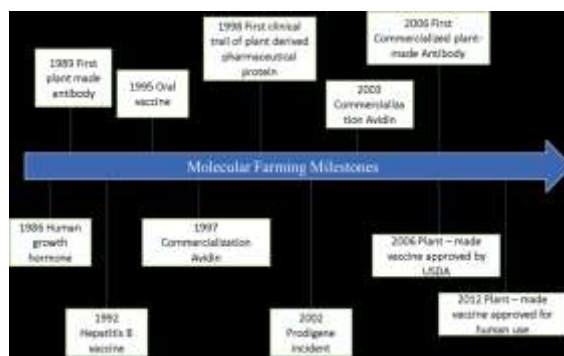 1989 First
plant made
antibody
1995 Oral
vaccine
1998 First clinical
trail of plant derived
pharmaceutical
protein
2003
Commercializa
tion Avidin
2006 First
Commercialized plant-
made Antibody
Molecular Farming Milestones
1986 Human
growth
hormone
1992
Hepatitis B
vaccine
1997
Commercialization
Avidin
2002
Prodigene
incident
2006 Plant – made
vaccine approved by
USDA
2012 Plant – made
vaccine approved for
human use